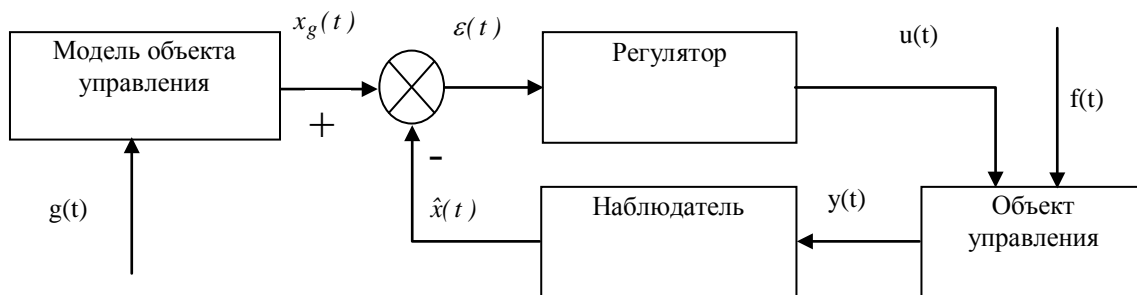 x_g(t)
ε(t)
u(t)
Модель объекта
управления
Регулятор
f(t)
+
-
g(t)
x̂(t)
Наблюдатель
y(t)
Объект
управления